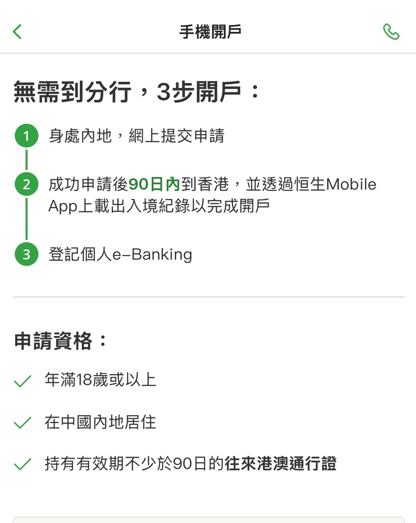 手機開戶
無需到分行，3步開戶：
1 身處內地，網上提交申請
2 成功申請後90日內到香港，並透過恒生Mobile
App上載出入境紀錄以完成開戶
3 登記個人e-Banking
申請資格：
年滿18歲或以上
在中國內地居住
持有有效期不少於90日的往來港澳通行證